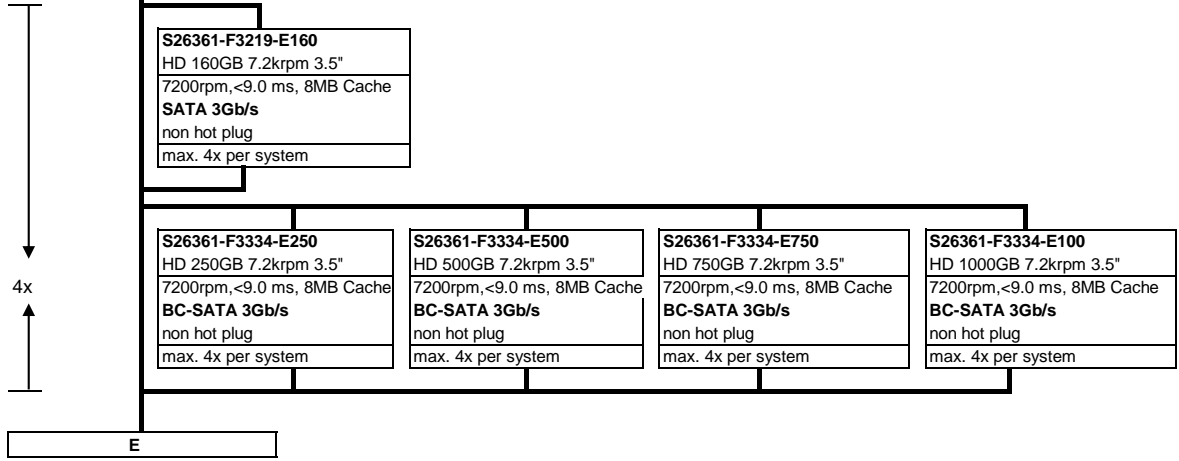 S26361-F3219-E160
HD 160GB 7.2krpm 3.5"
7200rpm,<9.0 ms, 8MB Cache
SATA 3Gb/s
non hot plug
max. 4x per system
4x
S26361-F3334-E250
HD 250GB 7.2krpm 3.5"
7200rpm,<9.0 ms, 8MB Cache
BC-SATA 3Gb/s
non hot plug
max. 4x per system
S26361-F3334-E500
HD 500GB 7.2krpm 3.5"
7200rpm,<9.0 ms, 8MB Cache
BC-SATA 3Gb/s
non hot plug
max. 4x per system
S26361-F3334-E750
HD 750GB 7.2krpm 3.5"
7200rpm,<9.0 ms, 8MB Cache
BC-SATA 3Gb/s
non hot plug
max. 4x per system
S26361-F3334-E100
HD 1000GB 7.2krpm 3.5"
7200rpm,<9.0 ms, 8MB Cache
BC-SATA 3Gb/s
non hot plug
max. 4x per system
E